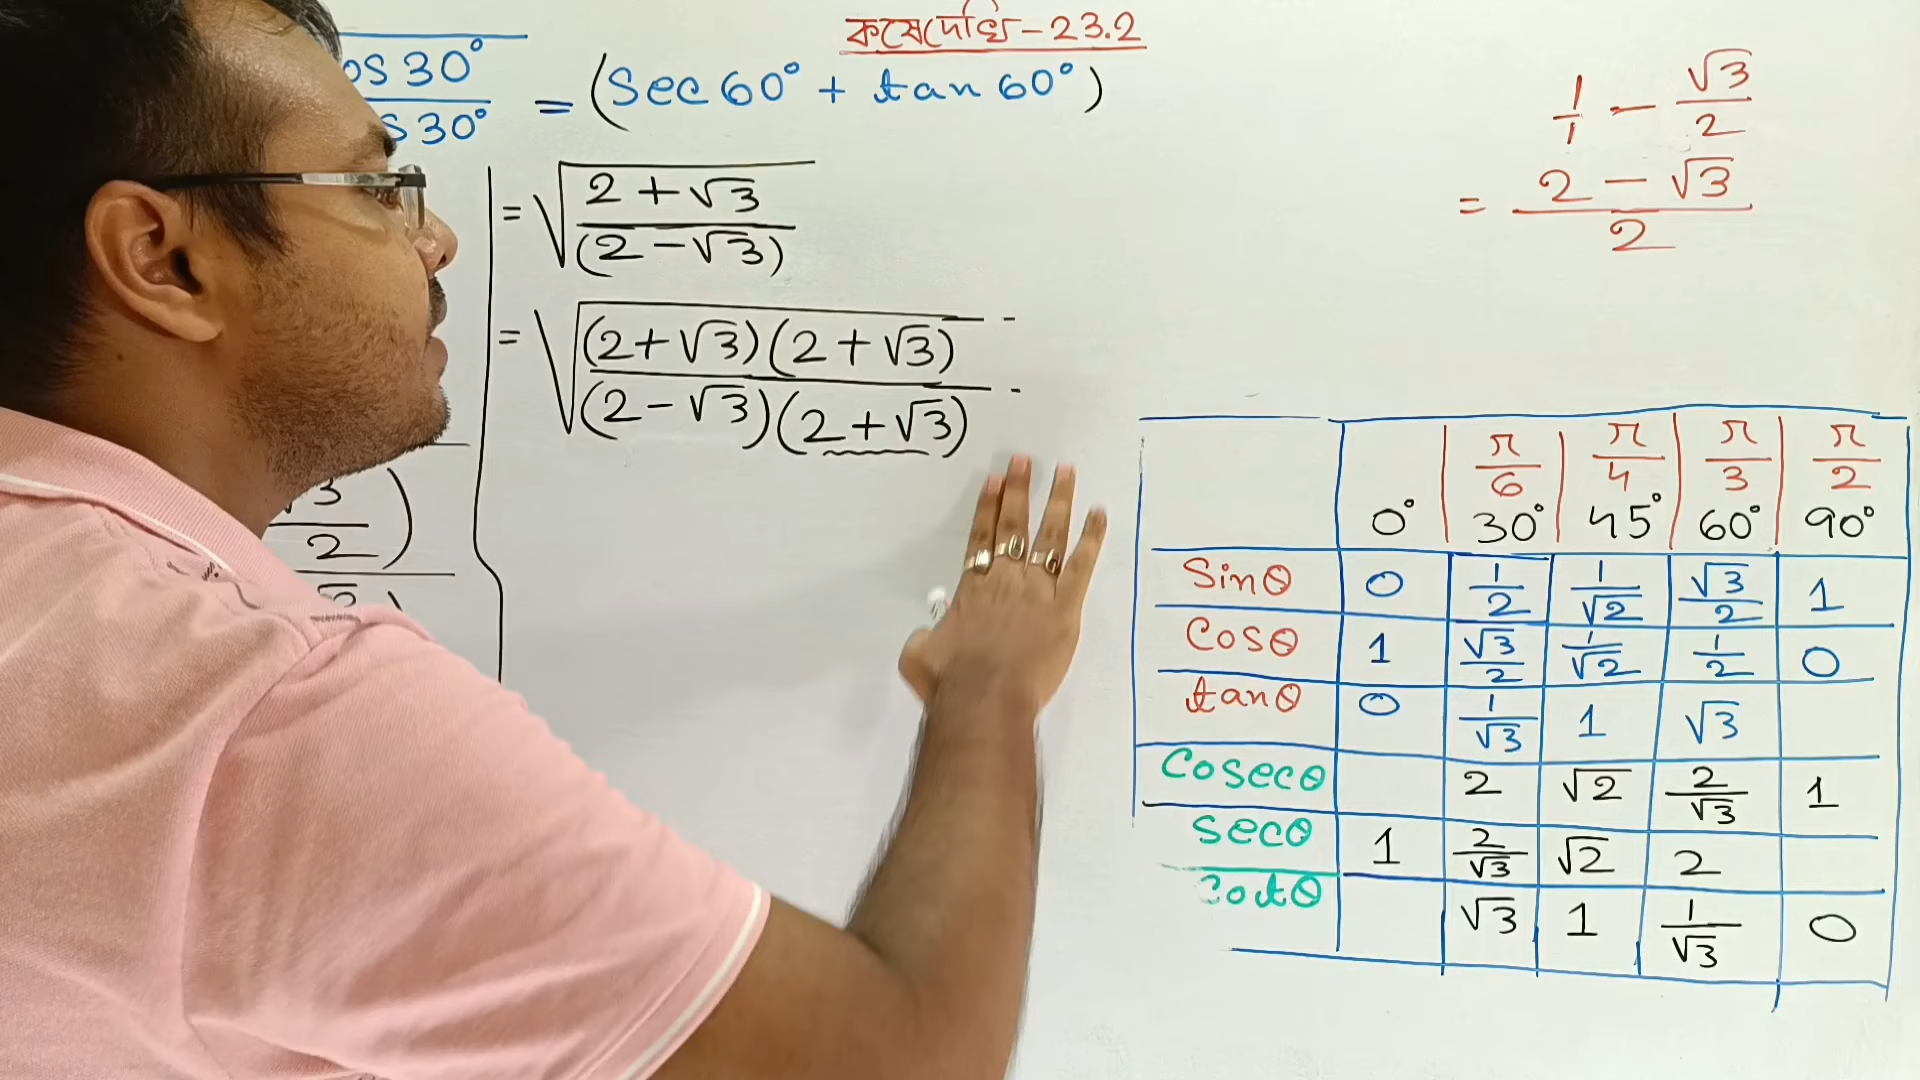 কষেদেখি-23.2
os 30° = (Sec 60° + tan 60°)
s 30°
1/1 - √3/2
= 2 - √3 / 2
= √(2 + √3 / (2 - √3))
= √((2 + √3)(2 + √3) / (2 - √3)(2 + √3))
√3/2 )
π/6 π/4 π/3 π/2
0° 30° 45° 60° 90°
Sinθ 0 1/2 1/√2 √3/2 1
Cosθ 1 √3/2 1/√2 1/2 0
tanθ 0 1/√3 1 √3
Cosecθ 2 √2 2/√3 1
Secθ 1 2/√3 √2 2
Cotθ √3 1 1/√3 0